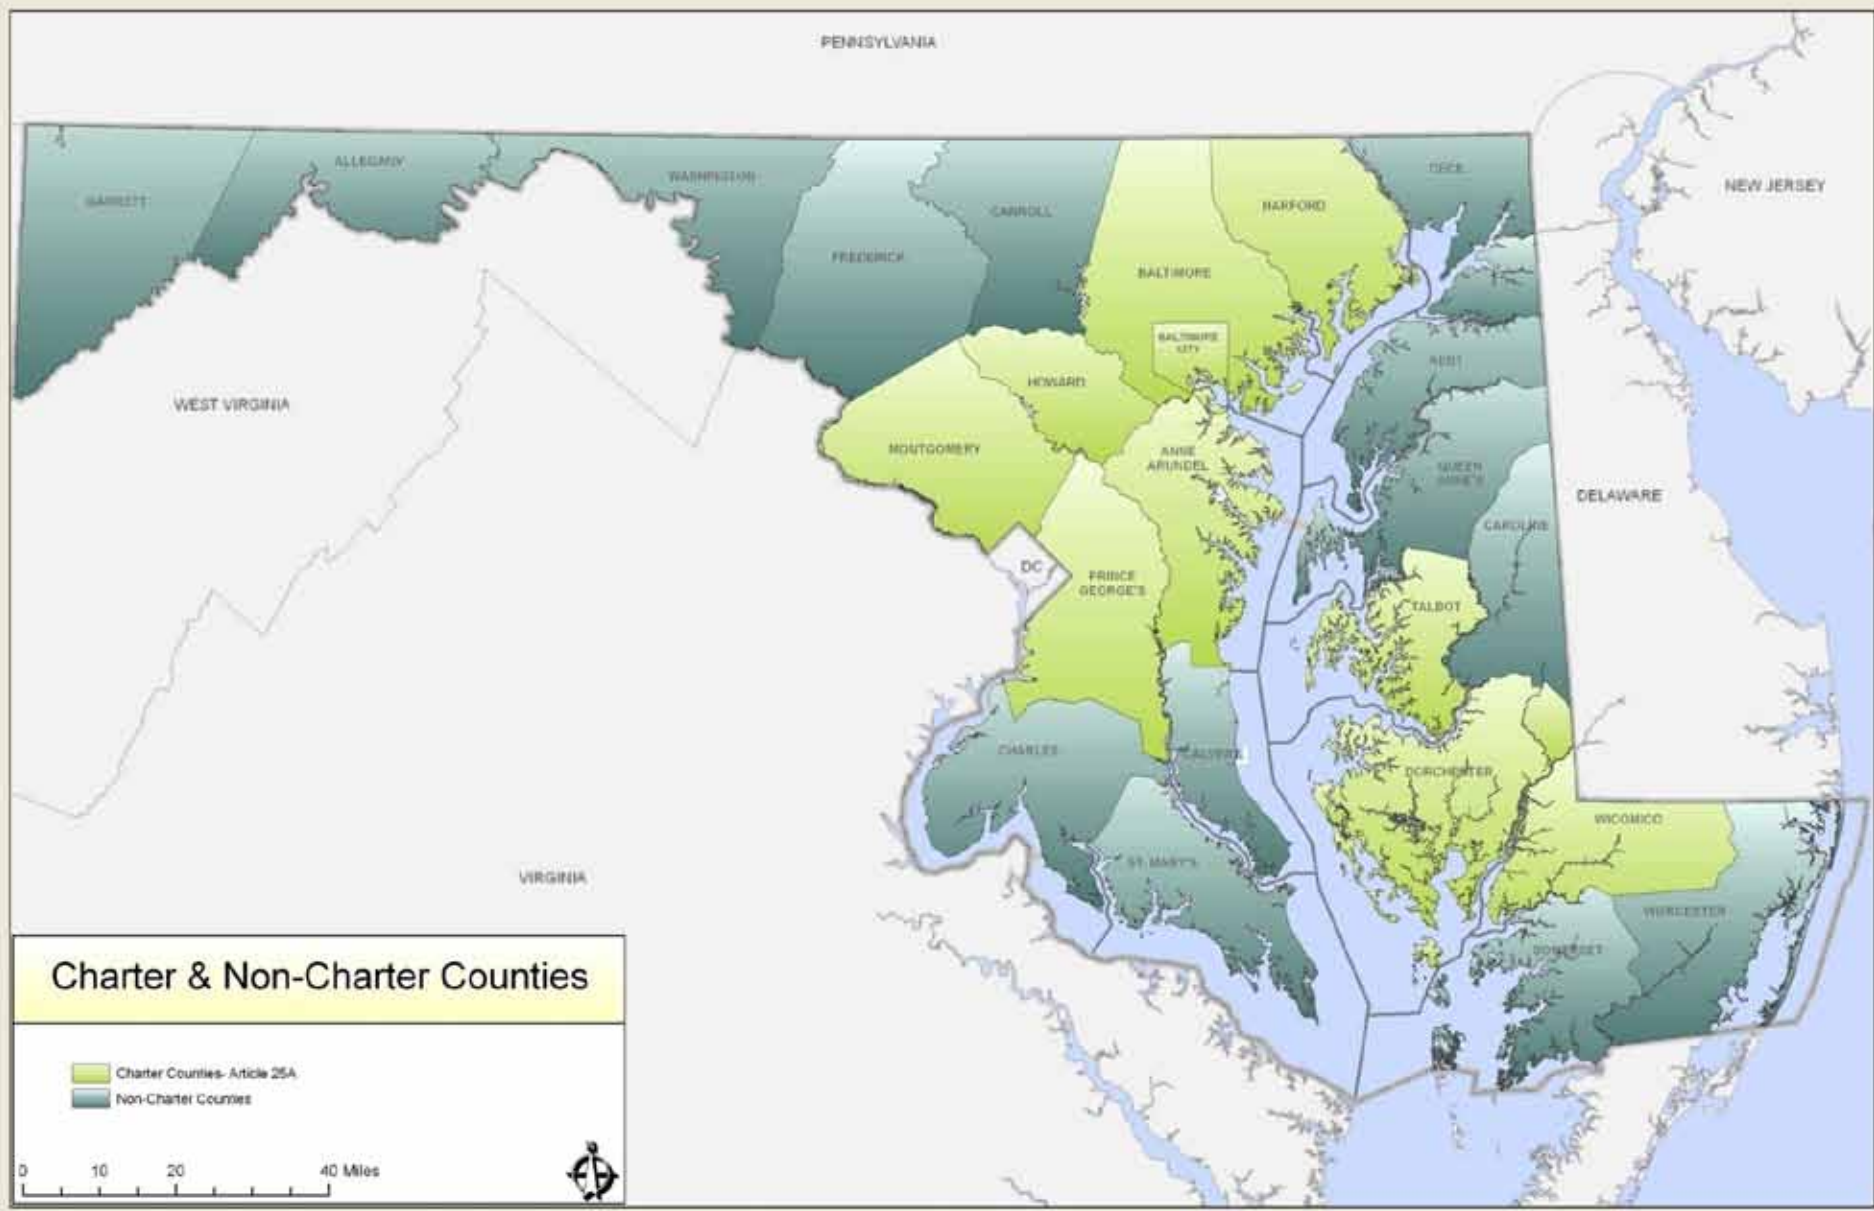 PENNSYLVANIA
ALLEGANY
WASHINGTON
GARRETT
CARROLL
FREDERICK
HARFORD
NEW JERSEY
BALTIMORE
BALTIMORE
CITY
KENT
HOWARD
WEST VIRGINIA
MONTGOMERY
ANNE
ARUNDEL
QUEEN
ANNE'S
DELAWARE
CAROLINE
DC
PRINCE
GEORGE'S
TALBOT
CHARLES
CALVERT
DORCHESTER
WICOMICO
ST. MARY'S
VIRGINIA
WORCESTER
SOMERSET
Charter & Non-Charter Counties
Charter Counties- Article 25A
Non-Charter Counties
0 10 20 40 Miles